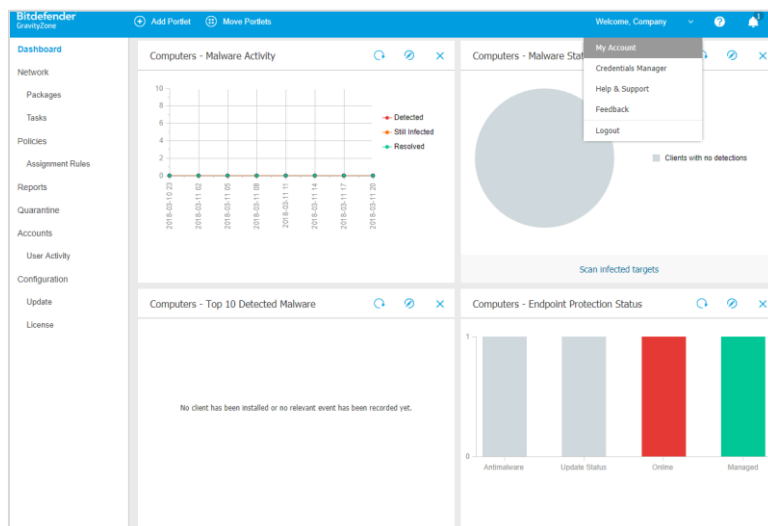 Bitdefender
GravityZone
Add Portlet
Move Portlets
Welcome, Company
1
My Account
Credentials Manager
Help & Support
Feedback
Logout
Dashboard
Network
Packages
Tasks
Policies
Assignment Rules
Reports
Quarantine
Accounts
User Activity
Configuration
Update
License
Computers - Malware Activity
10
8
6
4
2
0
2018-03-10 23
2018-03-11 02
2018-03-11 05
2018-03-11 08
2018-03-11 11
2018-03-11 14
2018-03-11 17
2018-03-11 20
Detected
Still Infected
Resolved
Computers - Malware Stat
Clients with no detections
Scan infected targets
Computers - Top 10 Detected Malware
No client has been installed or no relevant event has been recorded yet.
Computers - Endpoint Protection Status
1
0
Antimalware
Update Status
Online
Managed